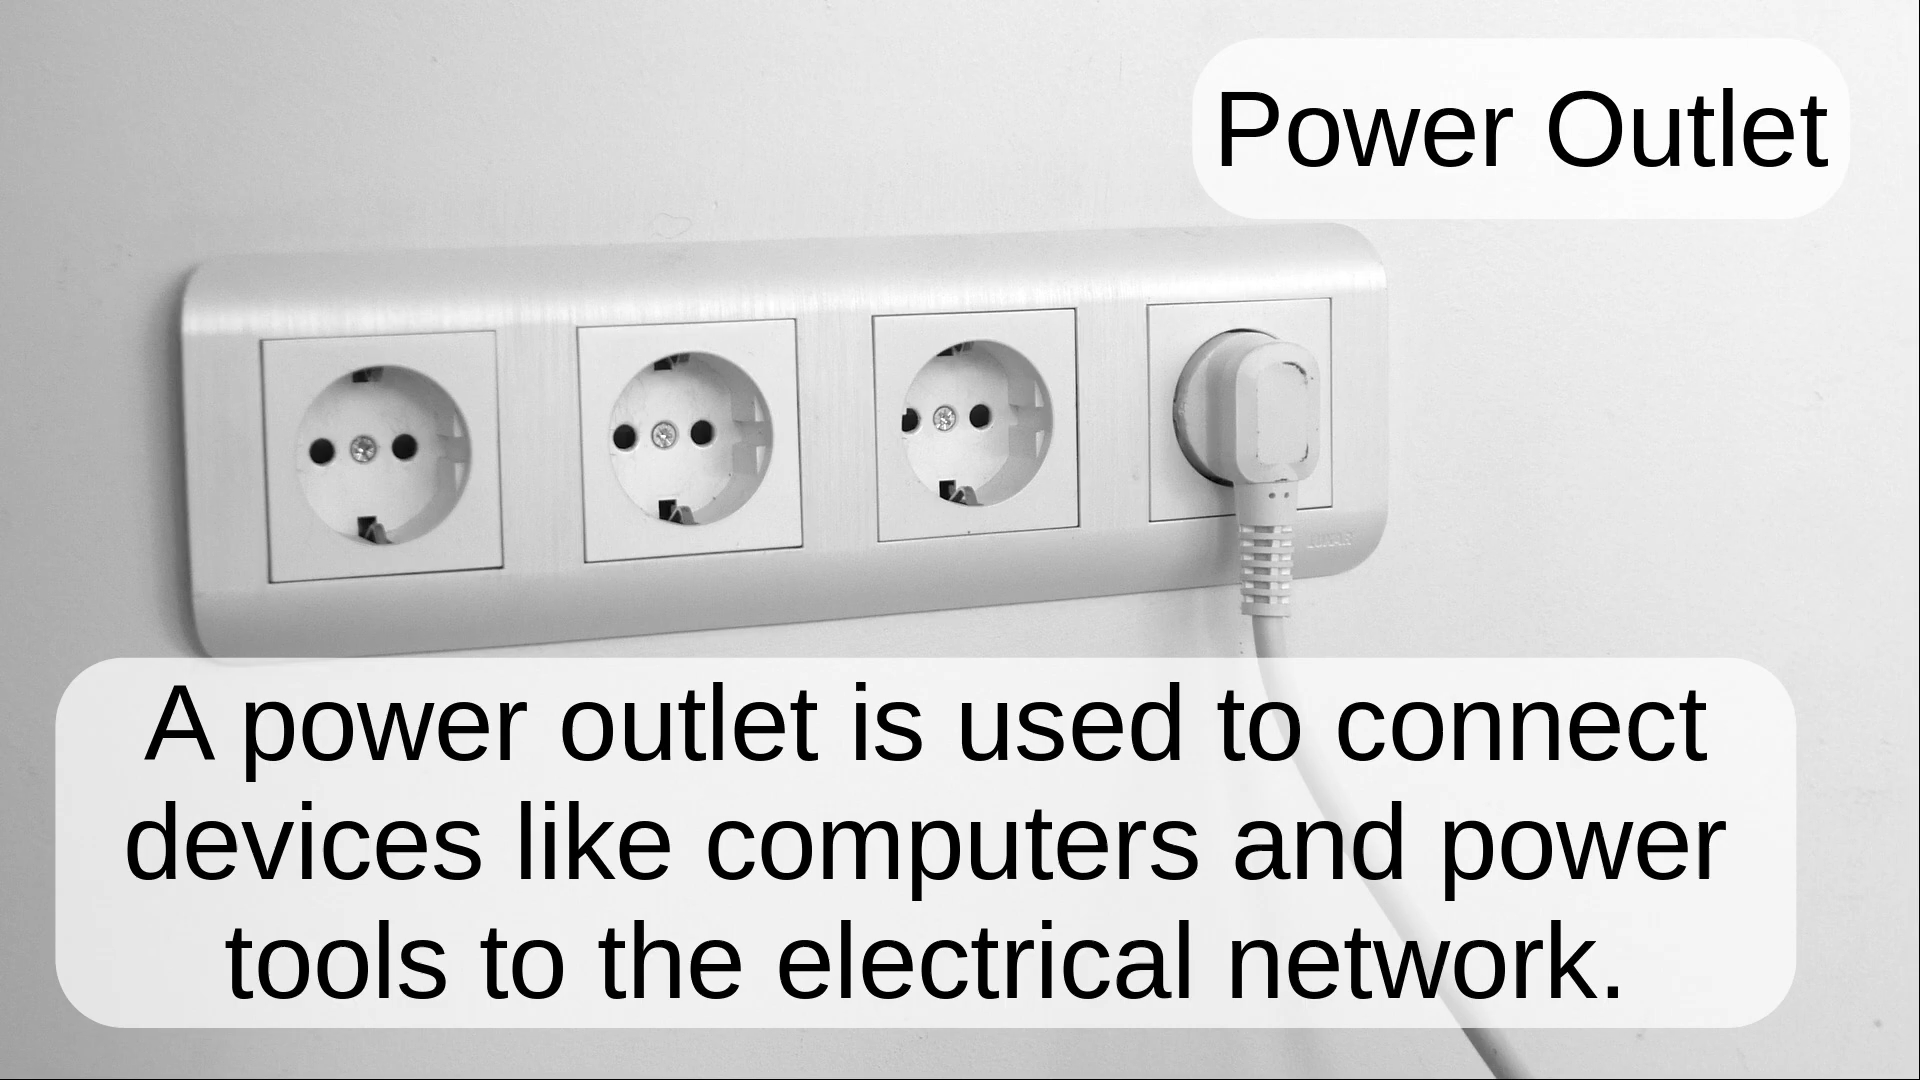 Power Outlet
A power outlet is used to connect
devices like computers and power
tools to the electrical network.